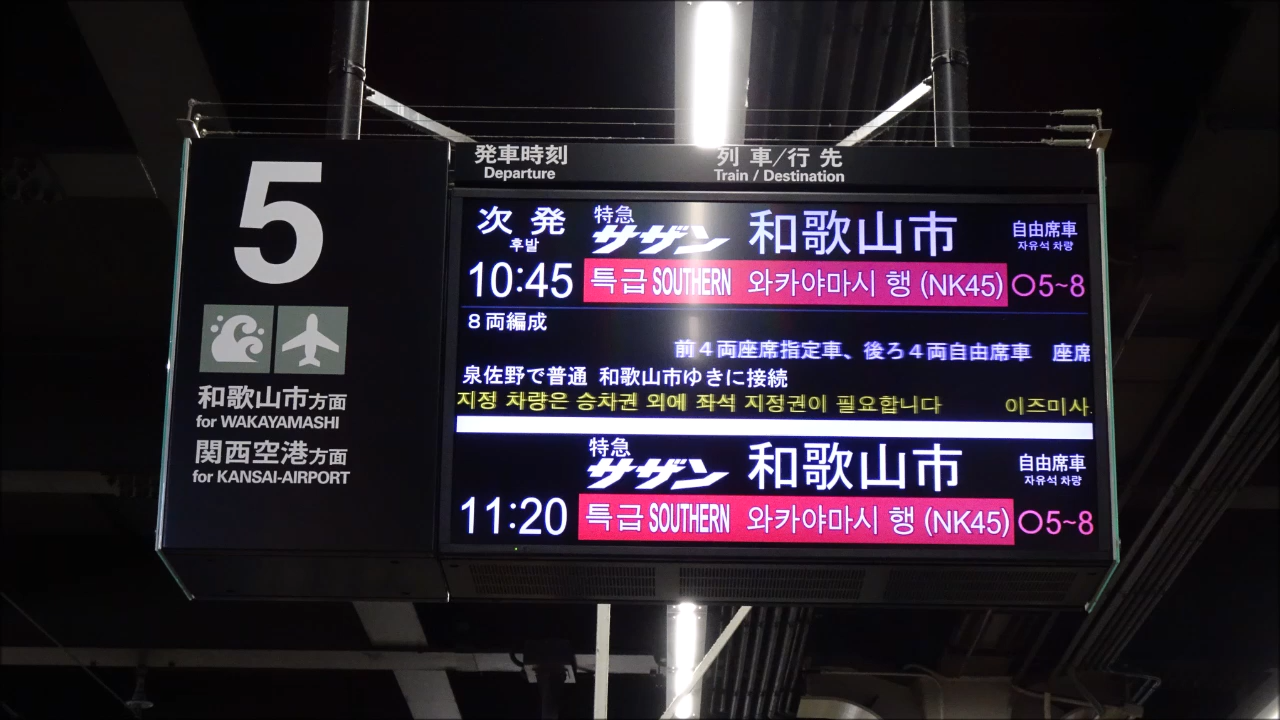 5
和歌山市方面
for WAKAYAMASHI
関西空港方面
for KANSAI-AIRPORT
発車時刻 列車/行先
Departure Train / Destination
次発 特急 サザン 和歌山市 自由席車
후발 자유석 차량
10:45 특급 SOUTHERN 와카야마시 행 (NK45) ○5~8
8両編成
前4両座席指定車、後ろ4両自由席車 座席
泉佐野で普通 和歌山市ゆきに接続
지정 차량은 승차권 외에 좌석 지정권이 필요합니다 이즈미사
特急 サザン 和歌山市 自由席車
자유석 차량
11:20 특급 SOUTHERN 와카야마시 행 (NK45) ○5~8